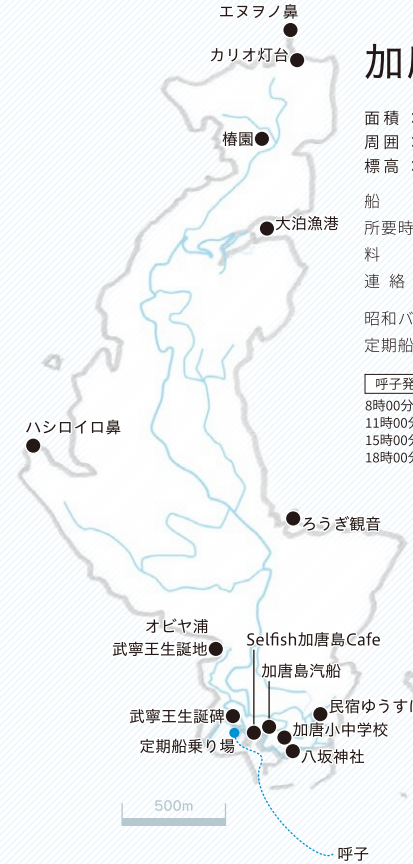 エヌヲノ鼻
カリオ灯台
加
面積
周囲
標高
椿園
船
大泊漁港
所要時
料
連 絡
昭和バ
定期船
呼子発
8時00分
11時00分
15時00分
18時00分
ハシロイロ鼻
ろうぎ観音
オビヤ浦
武寧王生誕地
Selfish加唐島Cafe
加唐島汽船
民宿ゆうす
武寧王生誕碑
加唐小中学校
定期船乗り場
八坂神社
500m
呼子